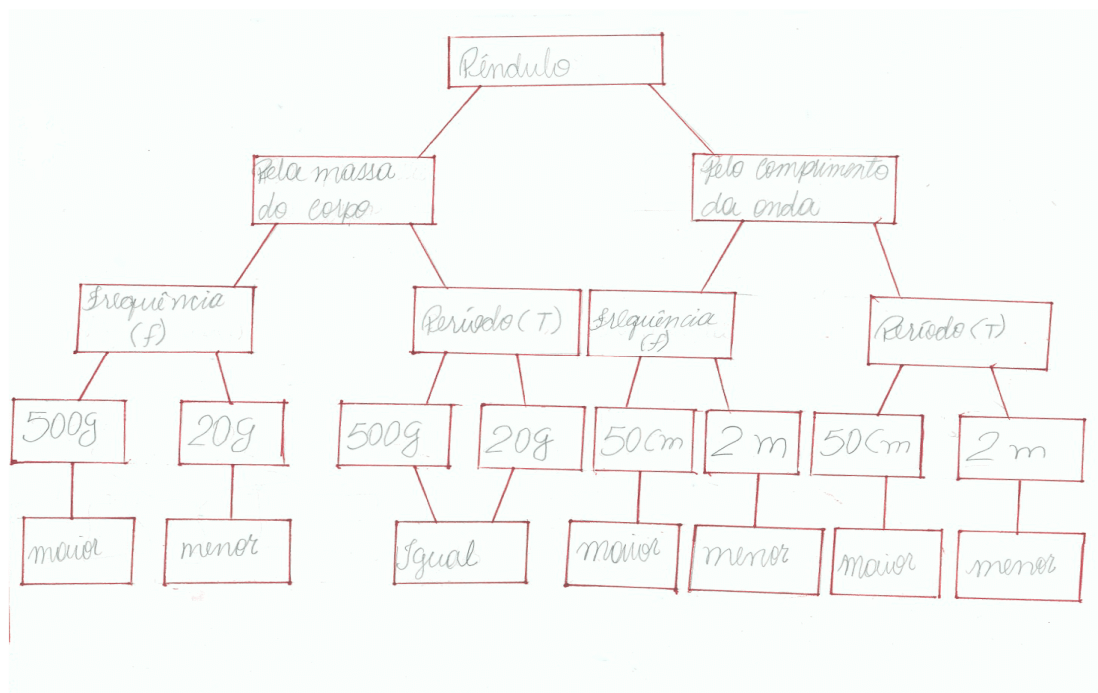 Pêndulo
Pela massa
do corpo
Pelo comprimento
da onda
Frequência
(f)
Período (T)
Frequência
(f)
Período (T)
500g
20g
500g
20g
50Cm
2 m
50Cm
2 m
maior
menor
Igual
maior
menor
maior
menor